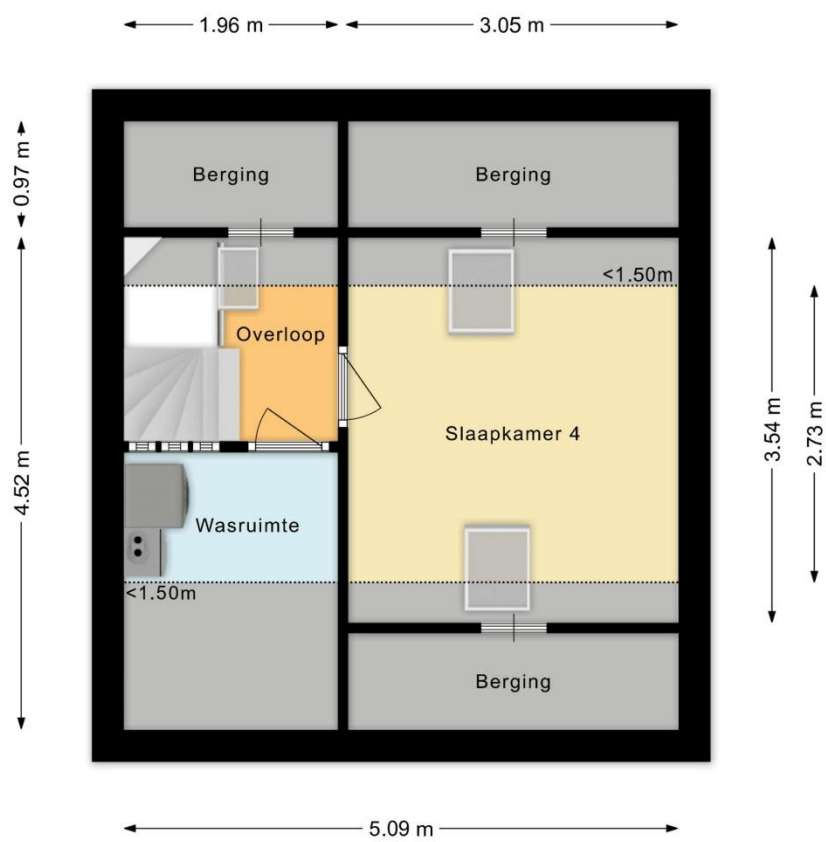 1.96 m
3.05 m
0.97 m
Berging
Berging
<1.50m
Overloop
Slaapkamer 4
3.54 m
2.73 m
4.52 m
Wasruimte
<1.50m
Berging
5.09 m